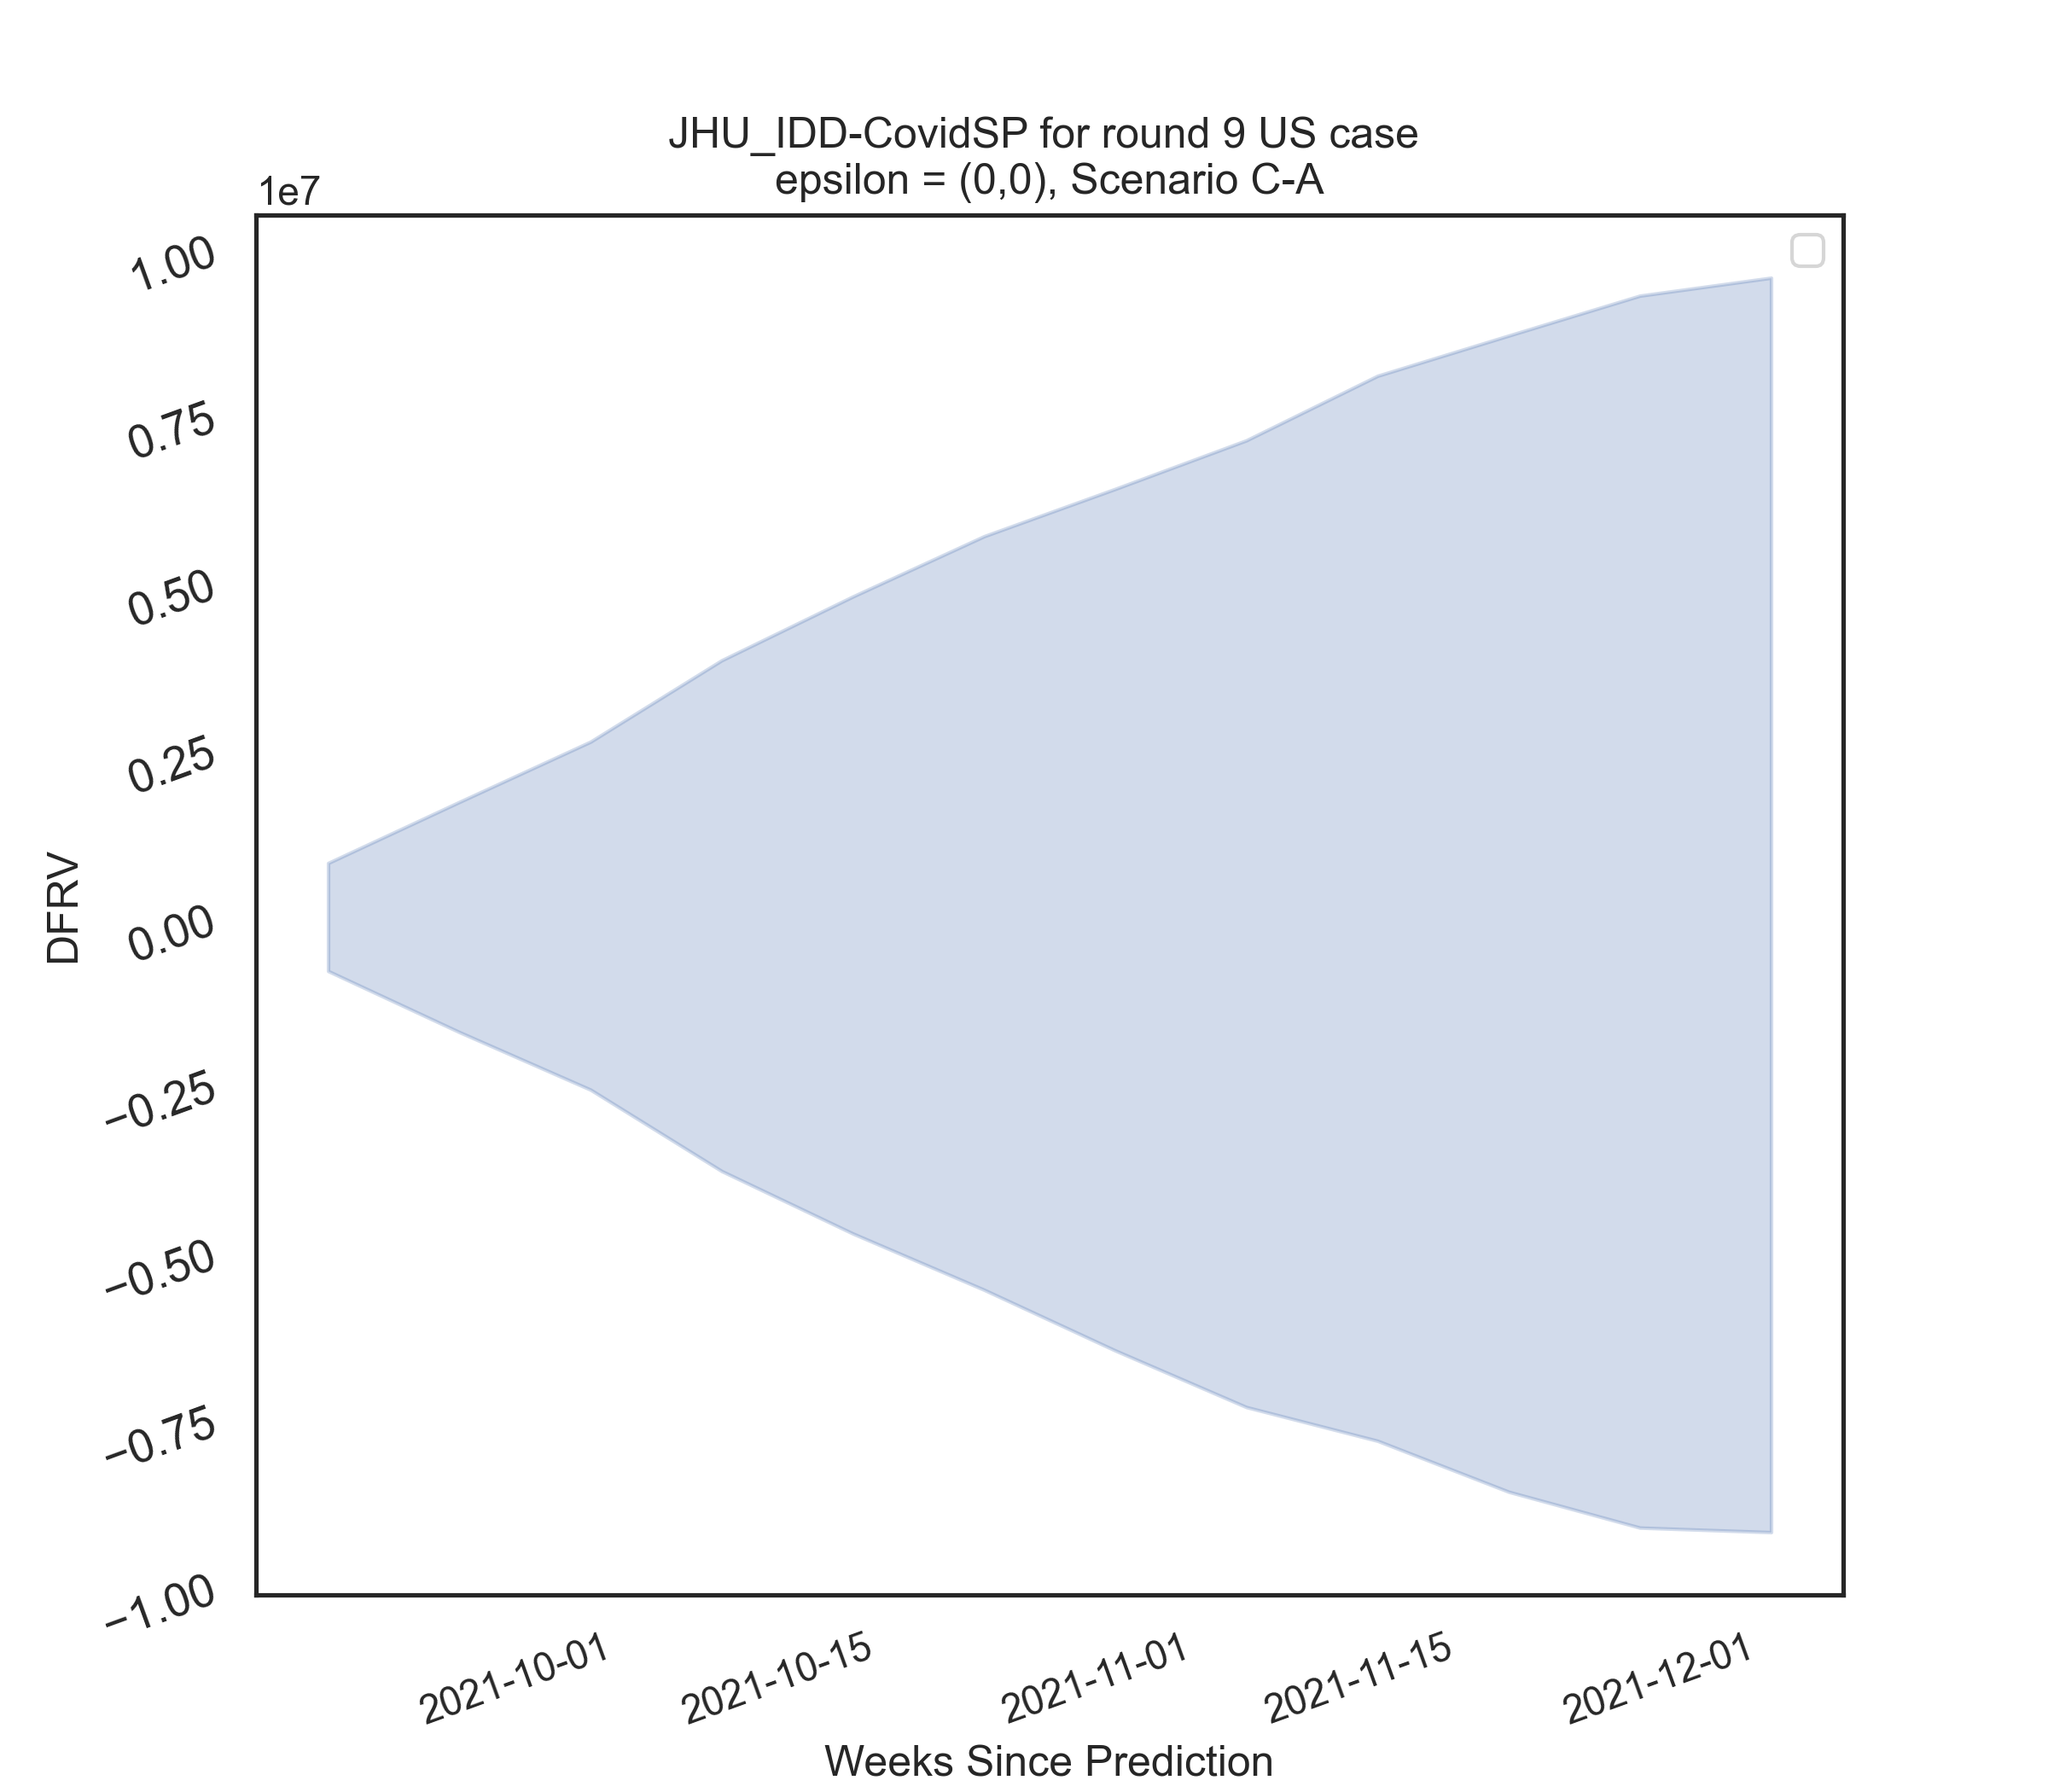 JHU_IDD-CovidSP for round 9 US case
epsilon = (0,0), Scenario C-A
1e7
1.00
0.75
0.50
0.25
0.00
−0.25
−0.50
−0.75
−1.00
DFRV
2021-10-01
2021-10-15
2021-11-01
2021-11-15
2021-12-01
Weeks Since Prediction